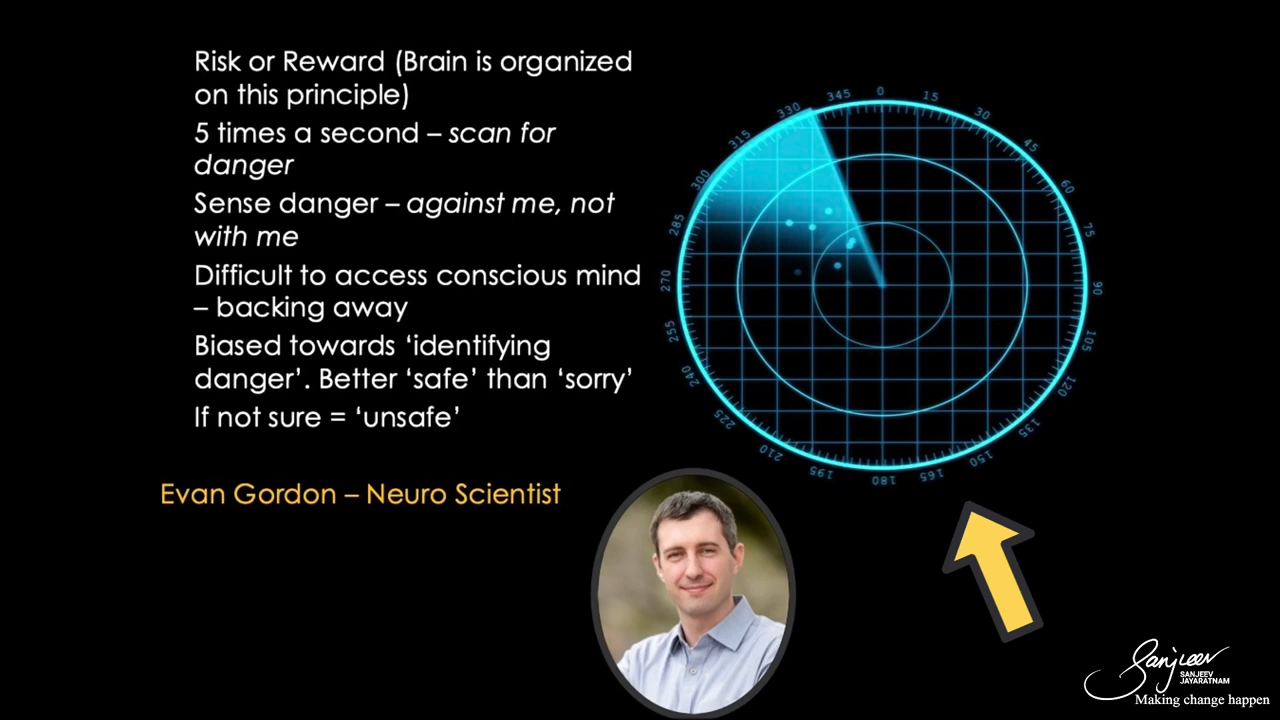 Risk or Reward (Brain is organized
on this principle)
5 times a second – scan for
danger
Sense danger – against me, not
with me
Difficult to access conscious mind
– backing away
Biased towards ‘identifying
danger’. Better ‘safe’ than ‘sorry’
If not sure = ‘unsafe’
Evan Gordon – Neuro Scientist
0
15
30
45
60
75
90
105
120
135
150
165
180
195
210
225
240
255
270
285
300
315
330
345
Sanjeev
SANJEEV
JAYARATNAM
Making change happen